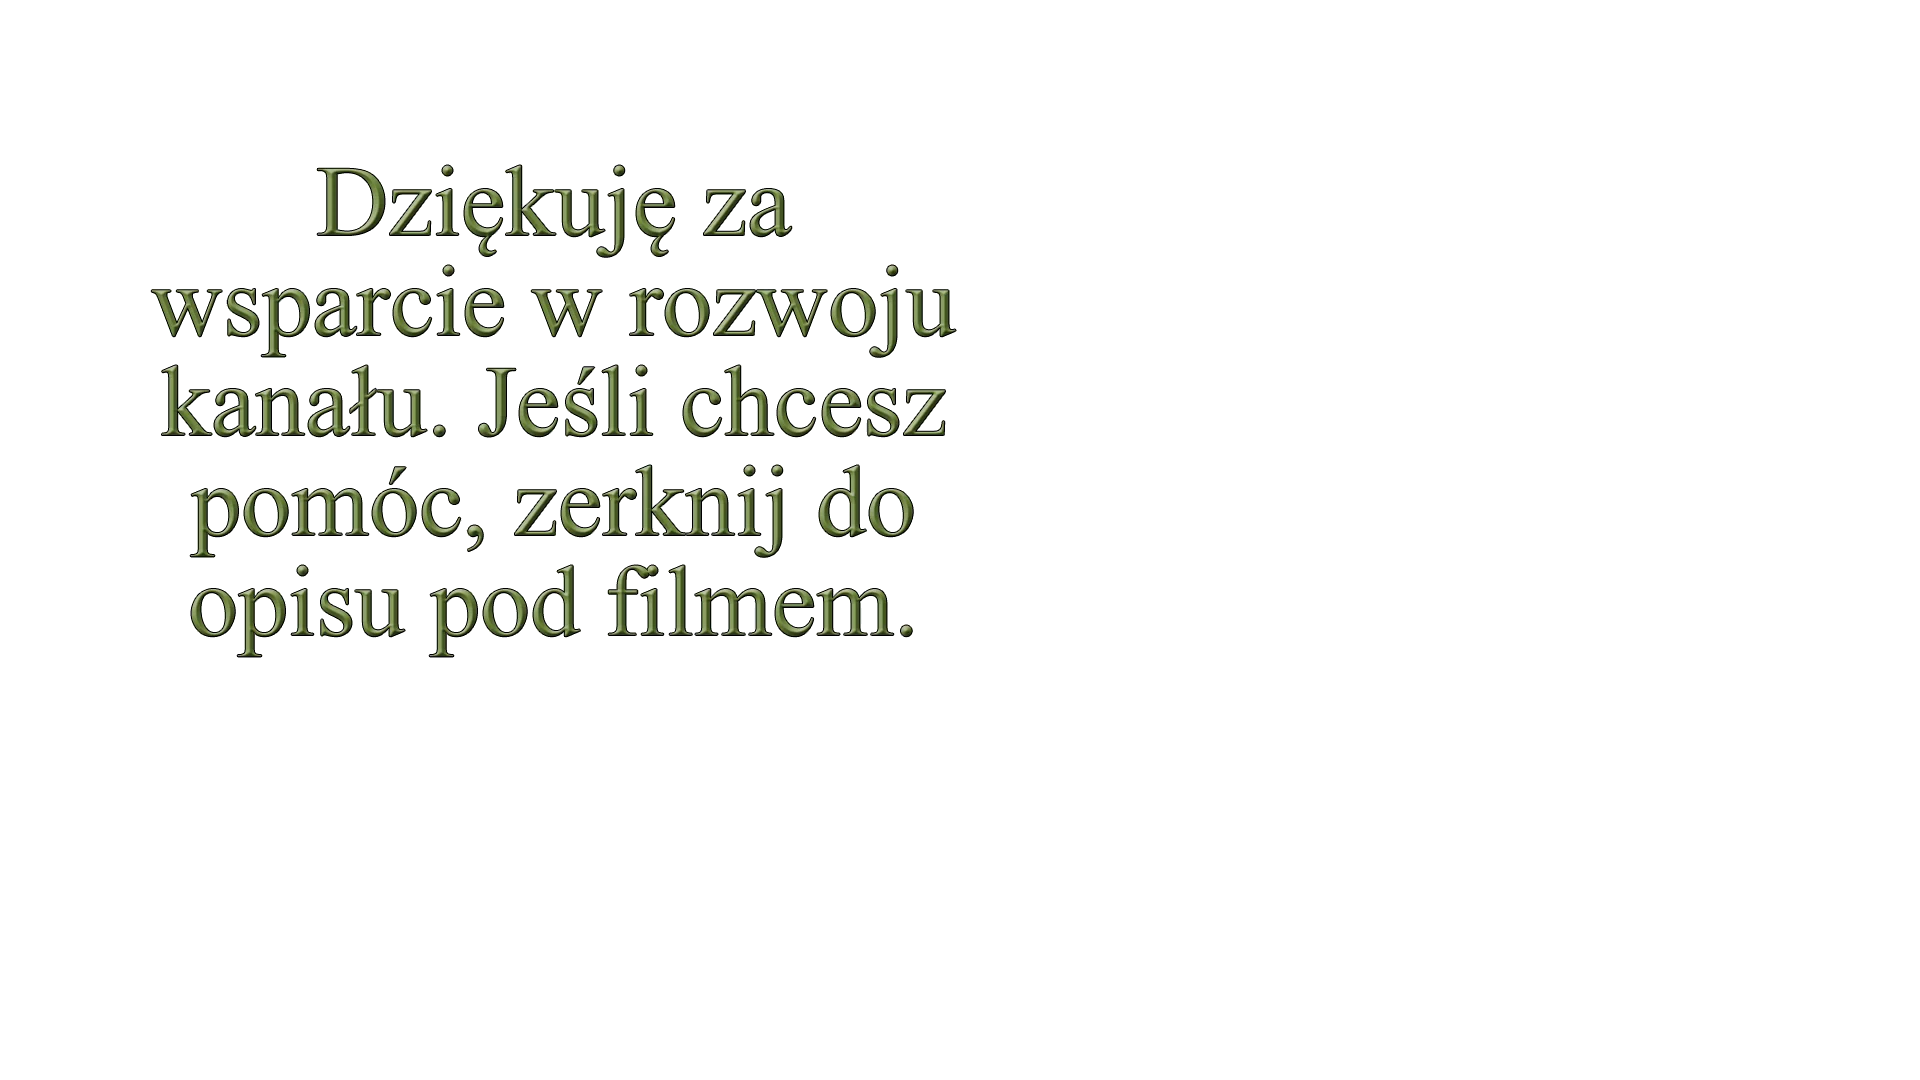 Dziękuję za
wsparcie w rozwoju
kanału. Jeśli chcesz
pomóc, zerknij do
opisu pod filmem.